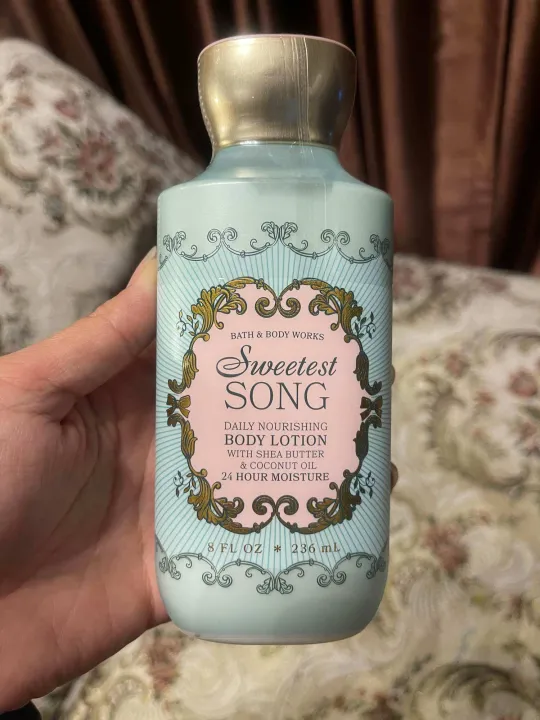 BATH & BODY WORKS
Sweetest
SONG
DAILY NOURISHING
BODY LOTION
WITH SHEA BUTTER
& COCONUT OIL
24 HOUR MOISTURE
8 FL OZ * 236 mL